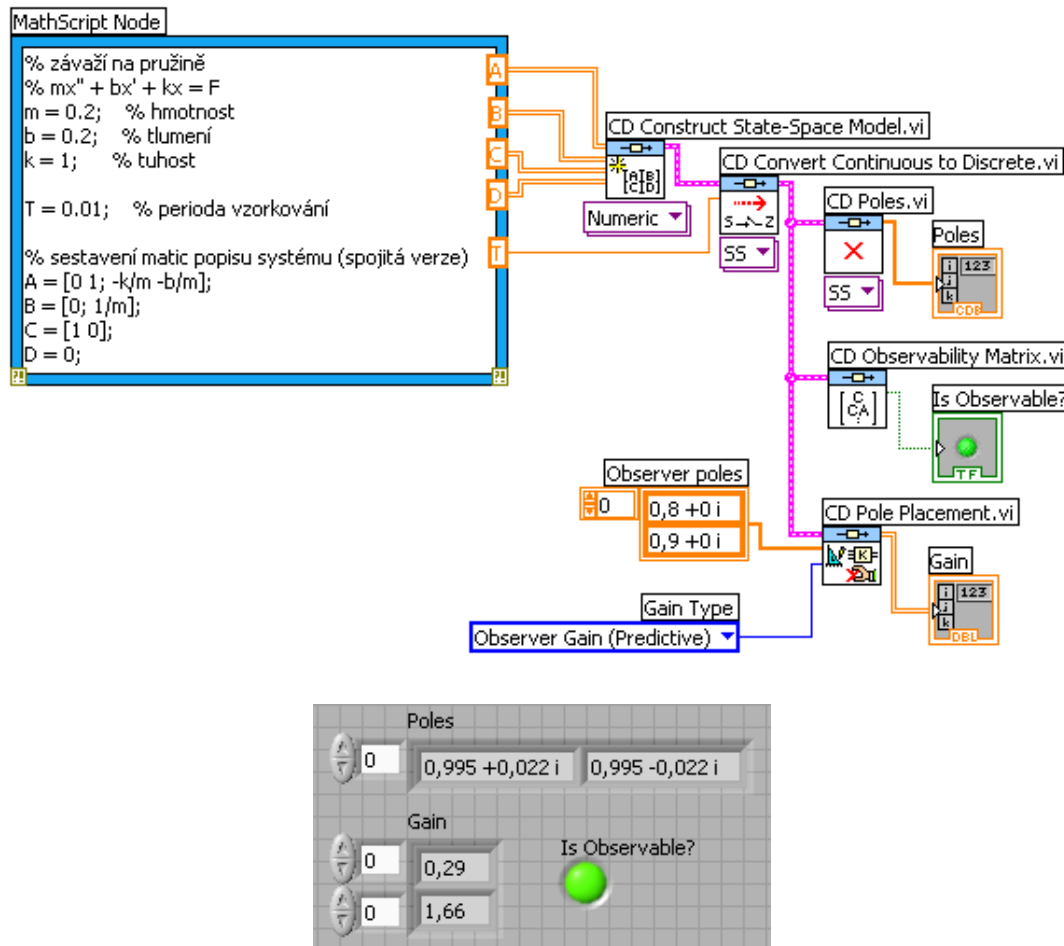 MathScript Node
% závaží na pružině
% mx" + bx' + kx = F
m = 0.2; % hmotnost
b = 0.2; % tlumení
k = 1; % tuhost
T = 0.01; % perioda vzorkování
% sestavení matic popisu systému (spojitá verze)
A = [0 1; -k/m -b/m];
B = [0; 1/m];
C = [1 0];
D = 0;
A
B
C
D
T
CD Construct State-Space Model.vi
[A|B]
[C|D]
Numeric
CD Convert Continuous to Discrete.vi
S Z
SS
CD Poles.vi
SS
Poles
i 123
j
k
CDB
CD Observability Matrix.vi
C
CA
Is Observable?
TF
Observer poles
0
0,8 +0 i
0,9 +0 i
CD Pole Placement.vi
K
Gain Type
Observer Gain (Predictive)
Gain
i 123
j
k
DBL
Poles
0
0,995 +0,022 i
0,995 -0,022 i
Gain
0
0,29
Is Observable?
0
1,66